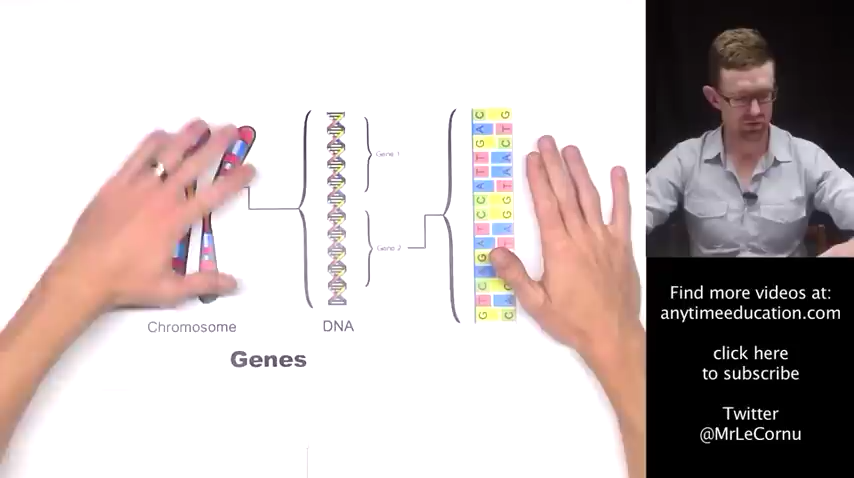 Gene 1
Gene 2
Chromosome
DNA
Genes
C G
A T
G C
T A
T A
A T
C G
C G
T A
A T
G
A
C G
T A
G C
Find more videos at:
anytimeeducation.com
click here
to subscribe
Twitter
@MrLeCornu